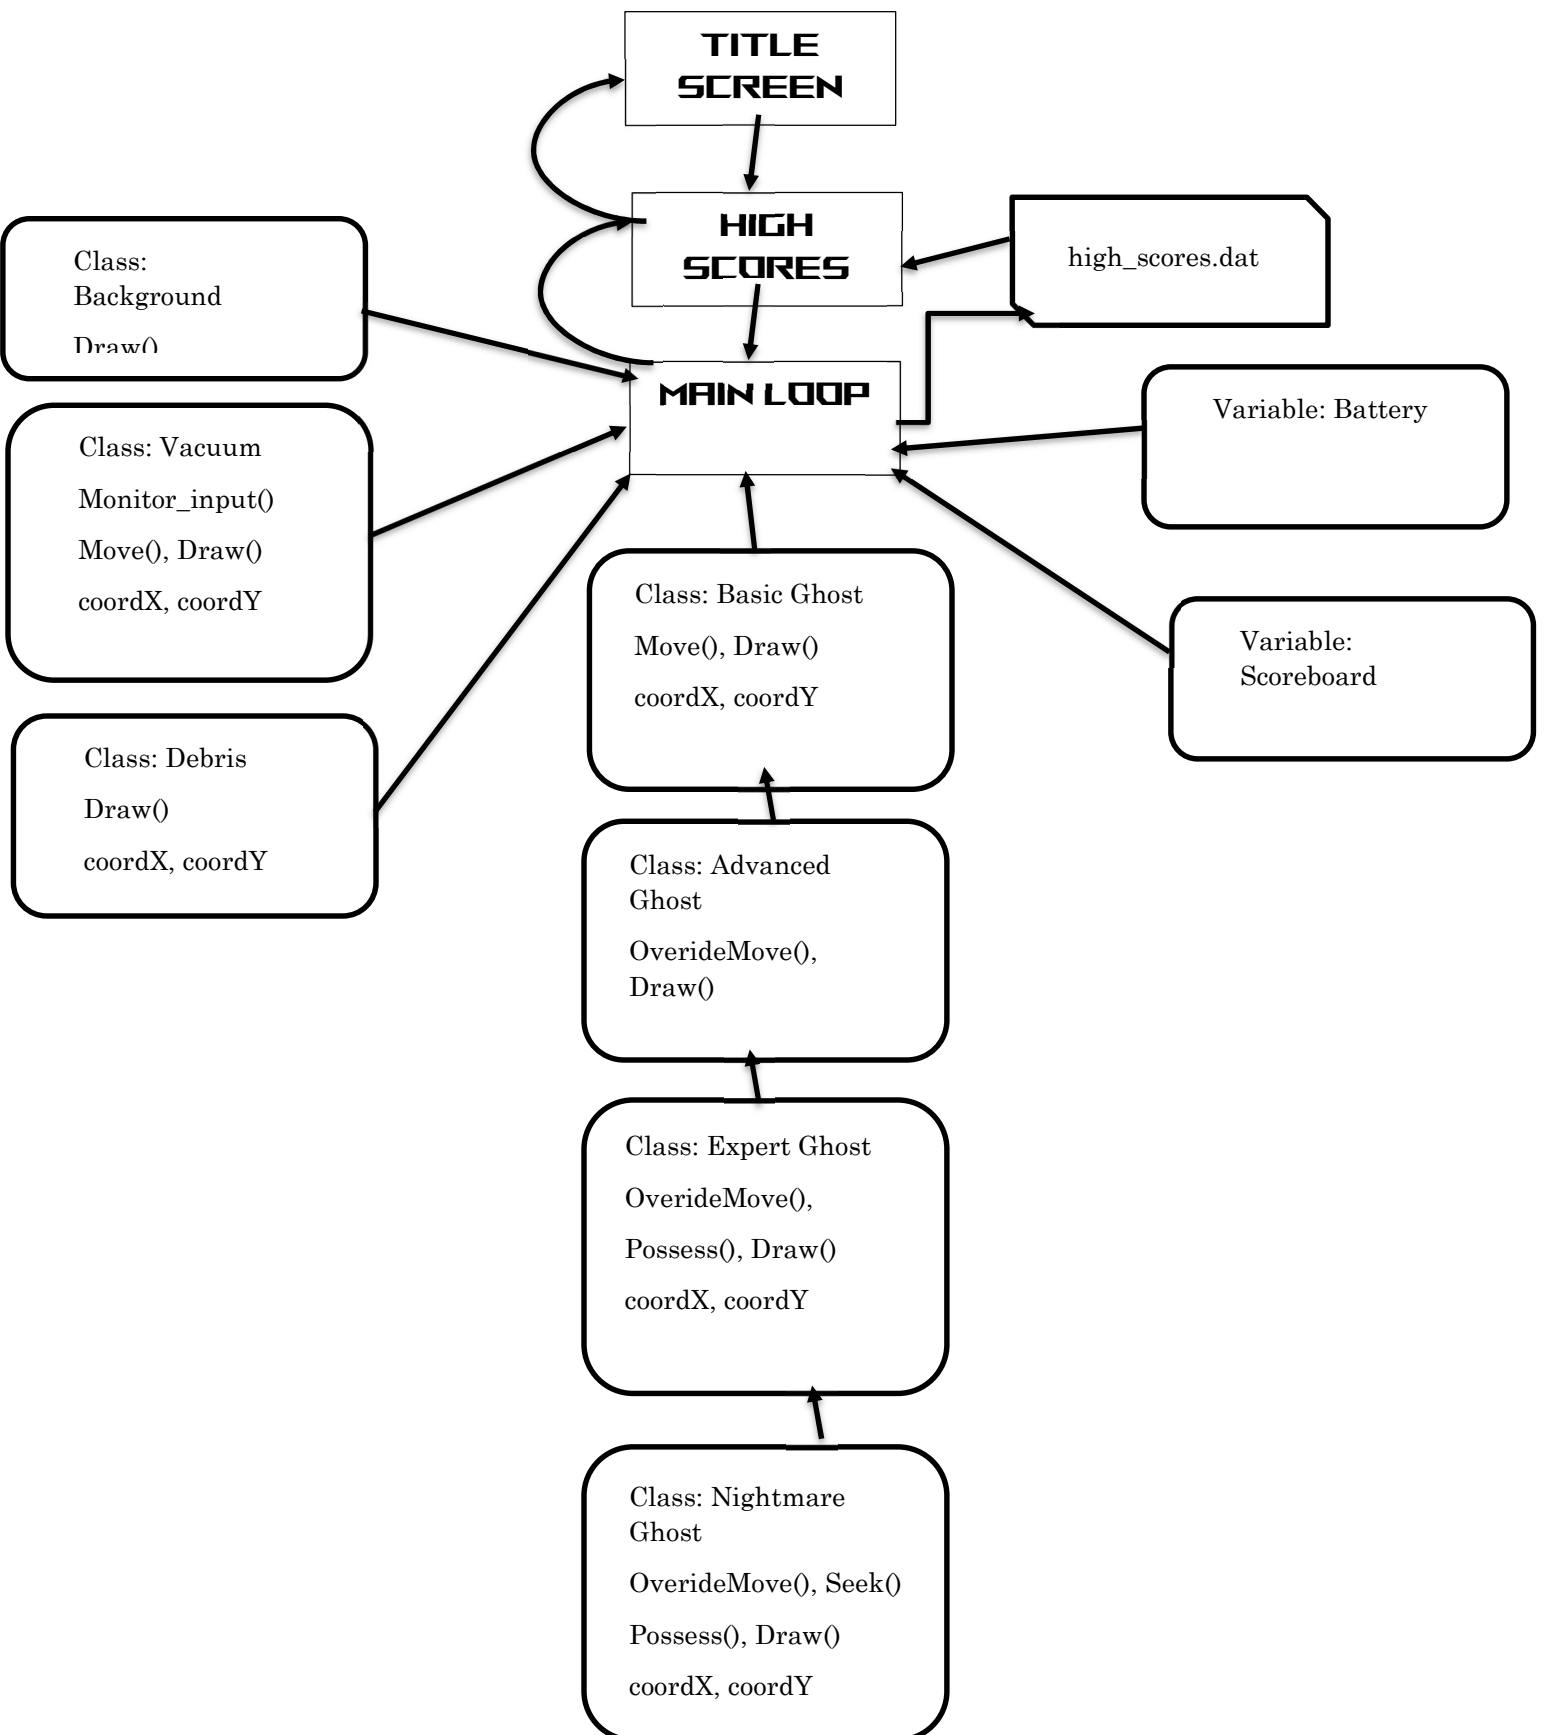 TITLE
SCREEN
HIGH
SCORES
high_scores.dat
Class:
Background
Draw()
MAIN LOOP
Variable: Battery
Class: Vacuum
Monitor_input()
Move(), Draw()
coordX, coordY
Class: Basic Ghost
Move(), Draw()
coordX, coordY
Variable:
Scoreboard
Class: Debris
Draw()
coordX, coordY
Class: Advanced
Ghost
OverideMove(),
Draw()
Class: Expert Ghost
OverideMove(),
Possess(), Draw()
coordX, coordY
Class: Nightmare
Ghost
OverideMove(), Seek()
Possess(), Draw()
coordX, coordY